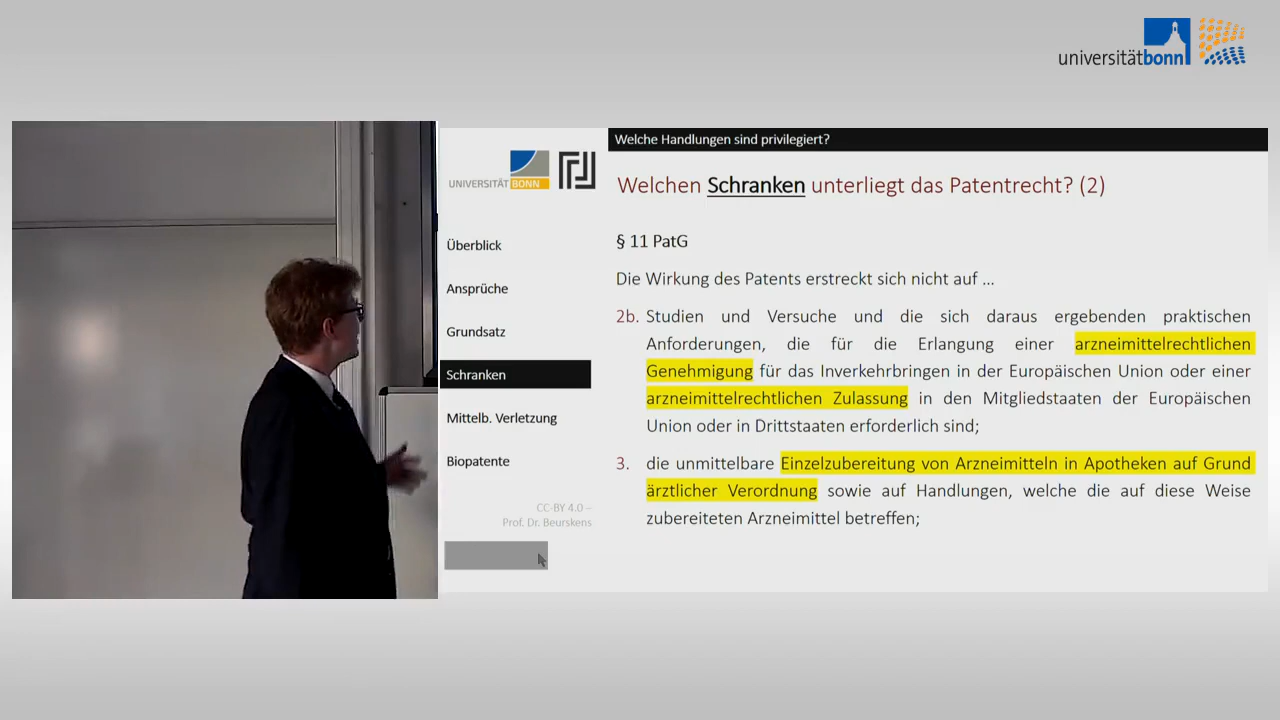 universitätbonn
Welche Handlungen sind privilegiert?
UNIVERSITÄT BONN
Welchen Schranken unterliegt das Patentrecht? (2)
Überblick
Ansprüche
Grundsatz
Schranken
Mittelb. Verletzung
Biopatente
CC-BY 4.0 –
Prof. Dr. Beurskens
§ 11 PatG
Die Wirkung des Patents erstreckt sich nicht auf ...
2b. Studien und Versuche und die sich daraus ergebenden praktischen
Anforderungen, die für die Erlangung einer arzneimittelrechtlichen
Genehmigung für das Inverkehrbringen in der Europäischen Union oder einer
arzneimittelrechtlichen Zulassung in den Mitgliedstaaten der Europäischen
Union oder in Drittstaaten erforderlich sind;
3. die unmittelbare Einzelzubereitung von Arzneimitteln in Apotheken auf Grund
ärztlicher Verordnung sowie auf Handlungen, welche die auf diese Weise
zubereiteten Arzneimittel betreffen;